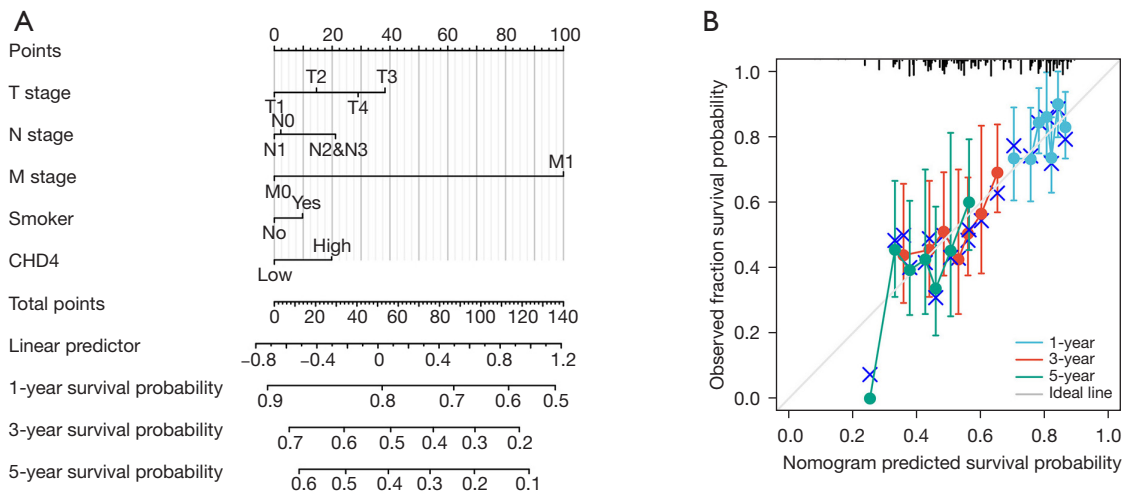 A
Points
0 20 40 60 80 100
T stage
T2 T3
T1 T4
N stage
N0
N1 N2&N3
M stage
M1
M0
Smoker
Yes
No
CHD4
High
Low
Total points
0 20 40 60 80 100 120 140
Linear predictor
−0.8 −0.4 0 0.4 0.8 1.2
1-year survival probability
0.9 0.8 0.7 0.6 0.5
3-year survival probability
0.7 0.6 0.5 0.4 0.3 0.2
5-year survival probability
0.6 0.5 0.4 0.3 0.2 0.1
B
Observed fraction survival probability
1.0
0.8
0.6
0.4
0.2
0.0
1-year
3-year
5-year
Ideal line
0.0 0.2 0.4 0.6 0.8 1.0
Nomogram predicted survival probability